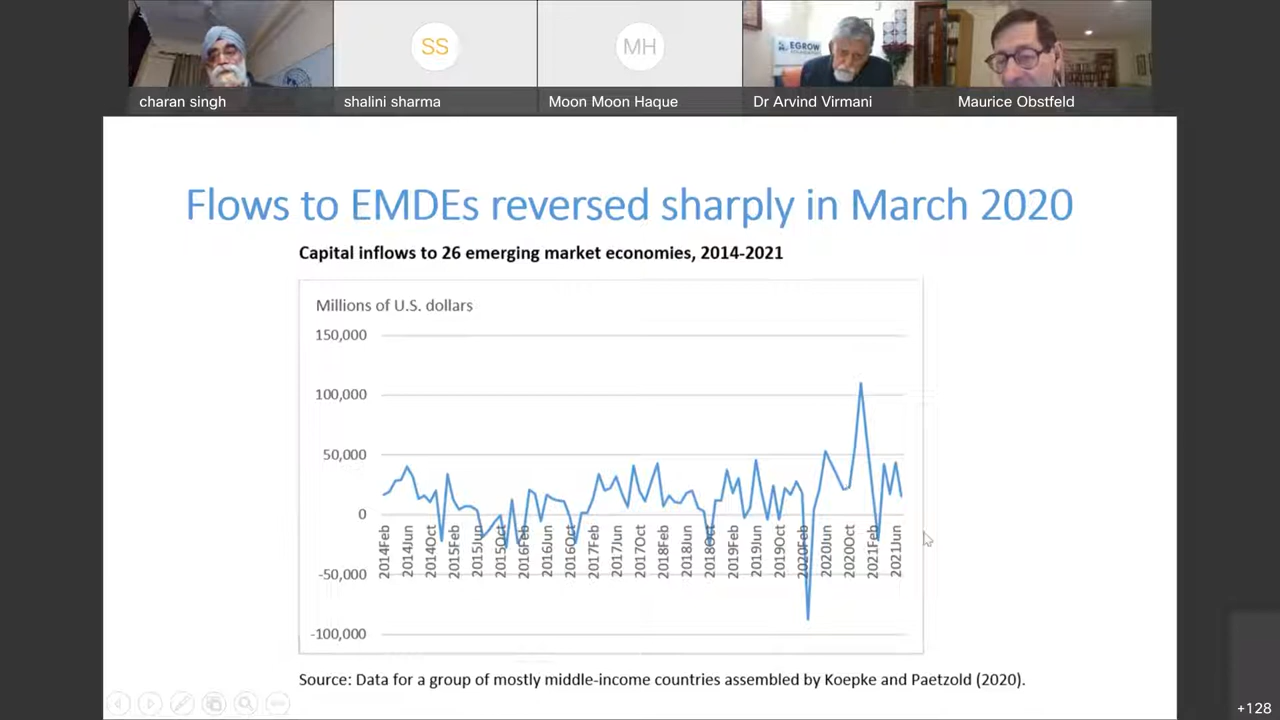 SS
MH
EGROW
charan singh
shalini sharma
Moon Moon Haque
Dr Arvind Virmani
Maurice Obstfeld
Flows to EMDEs reversed sharply in March 2020
Capital inflows to 26 emerging market economies, 2014-2021
Millions of U.S. dollars
150,000
100,000
50,000
0
-50,000
-100,000
2014Feb
2014Jun
2014Oct
2015Feb
2015Jun
2015Oct
2016Feb
2016Jun
2016Oct
2017Feb
2017Jun
2017Oct
2018Feb
2018Jun
2018Oct
2019Feb
2019Jun
2019Oct
2020Feb
2020Jun
2020Oct
2021Feb
2021Jun
Source: Data for a group of mostly middle-income countries assembled by Koepke and Paetzold (2020).
+128